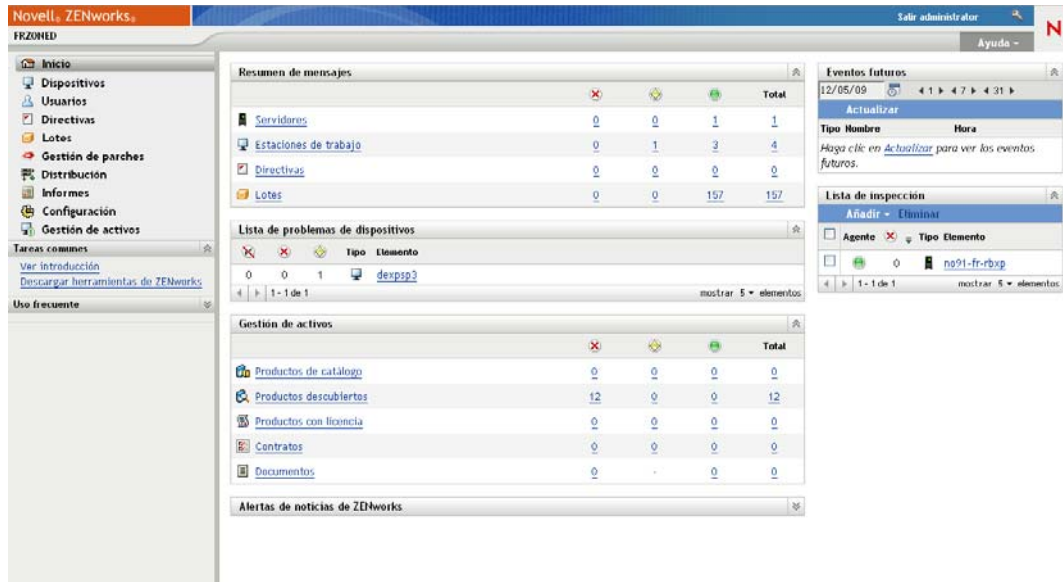 Novell® ZENworks®
Salir administrator
N
FRZONED
Ayuda
Inicio
Dispositivos
Usuarios
Directivas
Lotes
Gestión de parches
Distribución
Informes
Configuración
Gestión de activos
Tareas comunes
Ver introducción
Descargar herramientas de ZENworks
Uso frecuente
Resumen de mensajes
Total
Servidores 0 0 1 1
Estaciones de trabajo 0 1 3 4
Directivas 0 0 0 0
Lotes 0 0 157 157
Lista de problemas de dispositivos
Tipo Elemento
0 0 1 dexpsp3
1 - 1 de 1 mostrar 5 elementos
Gestión de activos
Total
Productos de catálogo 0 0 0 0
Productos descubiertos 12 0 0 12
Productos con licencia 0 0 0 0
Contratos 0 0 0 0
Documentos 0 - 0 0
Alertas de noticias de ZENworks
Eventos futuros
12/05/09 1 7 31
Actualizar
Tipo Nombre Hora
Haga clic en Actualizar para ver los eventos
futuros.
Lista de inspección
Añadir Eliminar
Agente Tipo Elemento
0 no91-fr-rbxp
1 - 1 de 1 mostrar 5 elementos